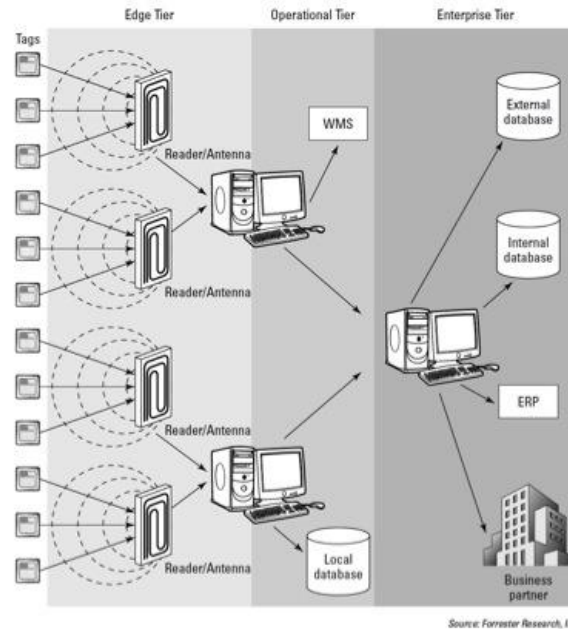 Edge Tier
Operational Tier
Enterprise Tier
Tags
External
database
WMS
Reader/Antenna
Internal
database
Reader/Antenna
ERP
Reader/Antenna
Local
database
Reader/Antenna
Business
partner
Source: Forrester Research, I